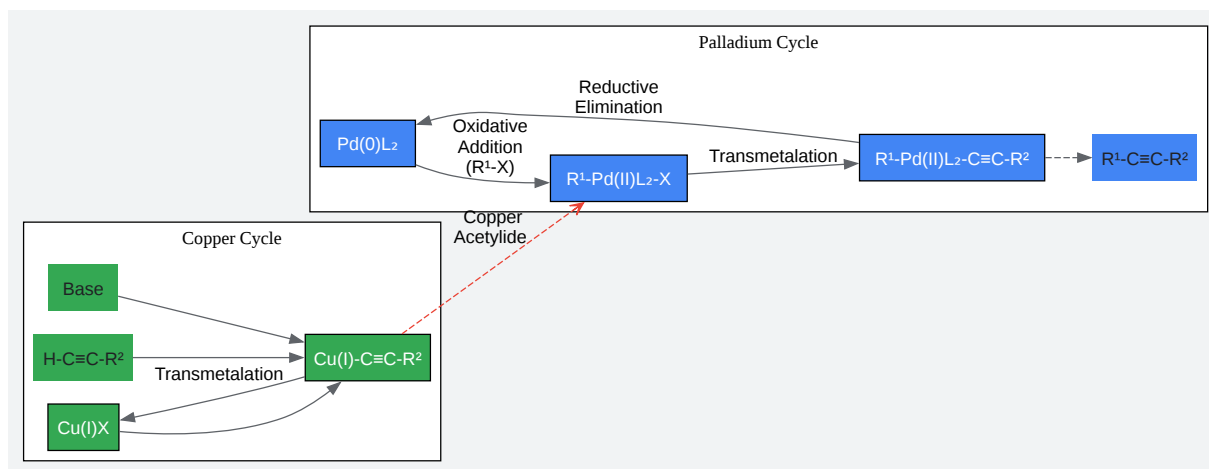 Palladium Cycle
Reductive
Elimination
Oxidative
Addition
(R¹-X)
Pd(0)L₂
Transmetalation
R¹-Pd(II)L₂-X
R¹-Pd(II)L₂-C≡C-R²
R¹-C≡C-R²
Copper
Acetylide
Copper Cycle
Base
H-C≡C-R²
Cu(I)-C≡C-R²
Transmetalation
Cu(I)X